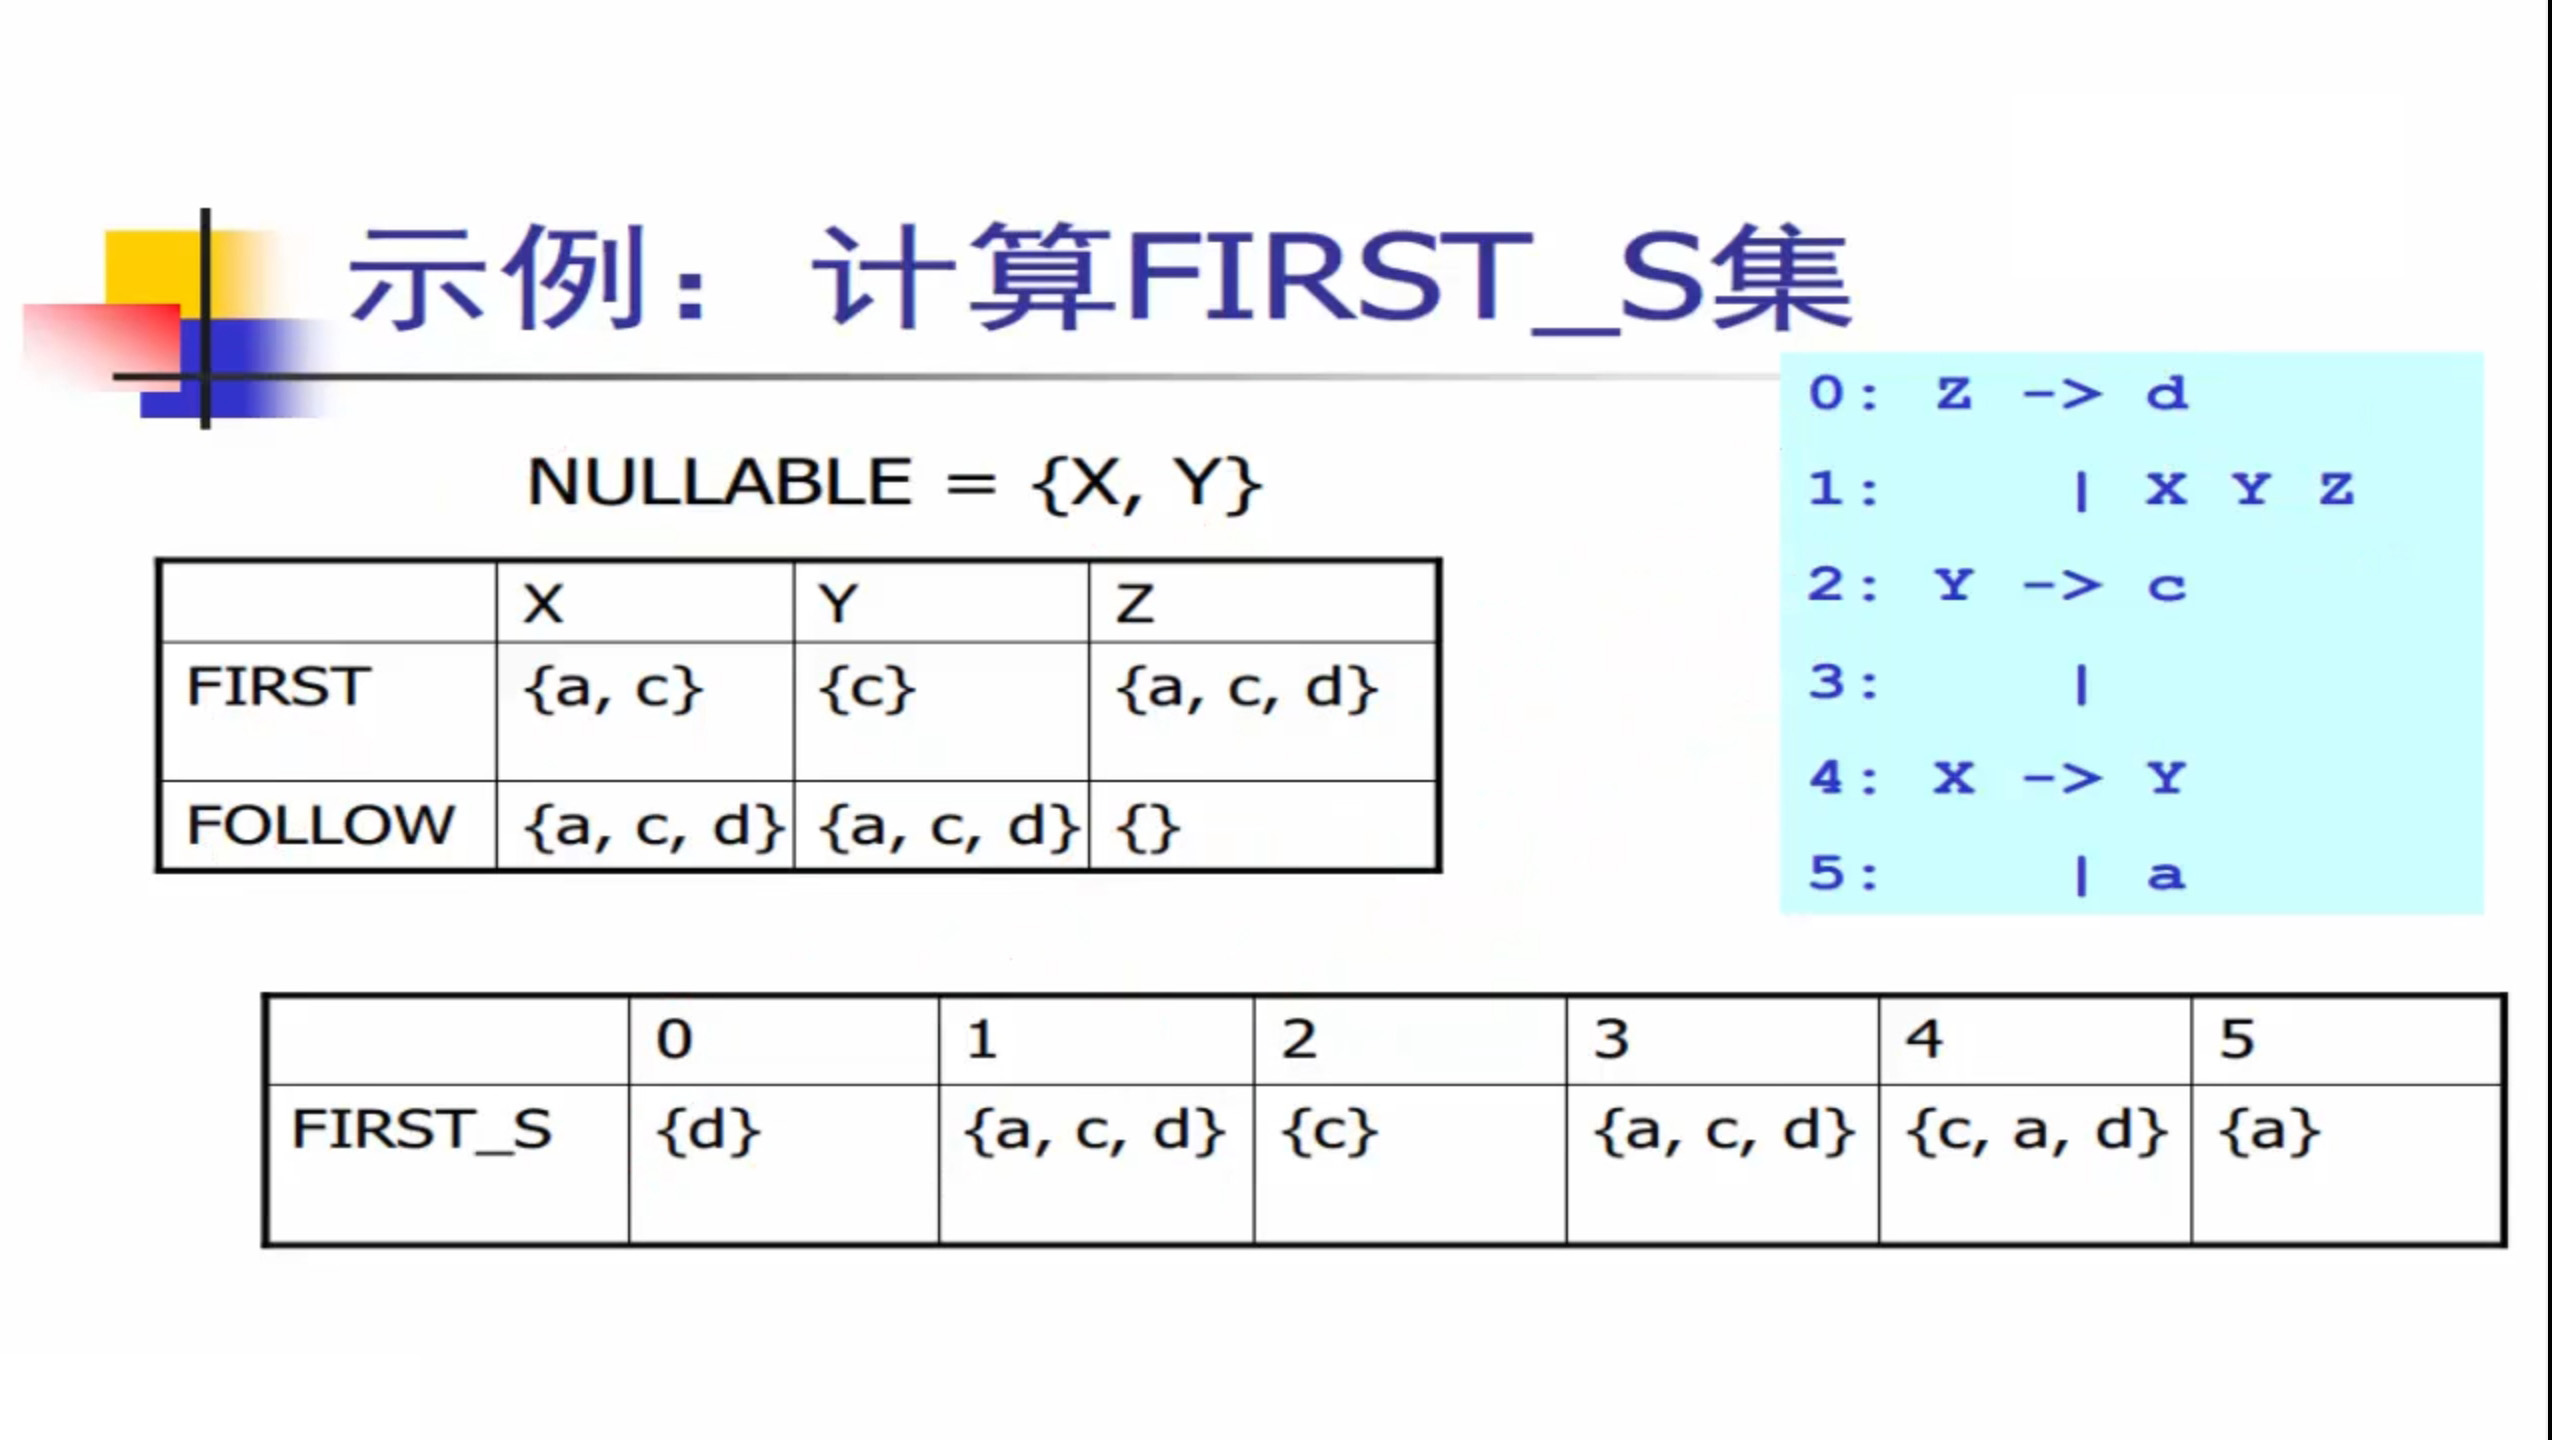 示例：计算FIRST_S集
0: Z -> d
1: | X Y Z
2: Y -> c
3: |
4: X -> Y
5: | a
NULLABLE = {X, Y}
X Y Z
FIRST {a, c} {c} {a, c, d}
FOLLOW {a, c, d} {a, c, d} {}
0 1 2 3 4 5
FIRST_S {d} {a, c, d} {c} {a, c, d} {c, a, d} {a}